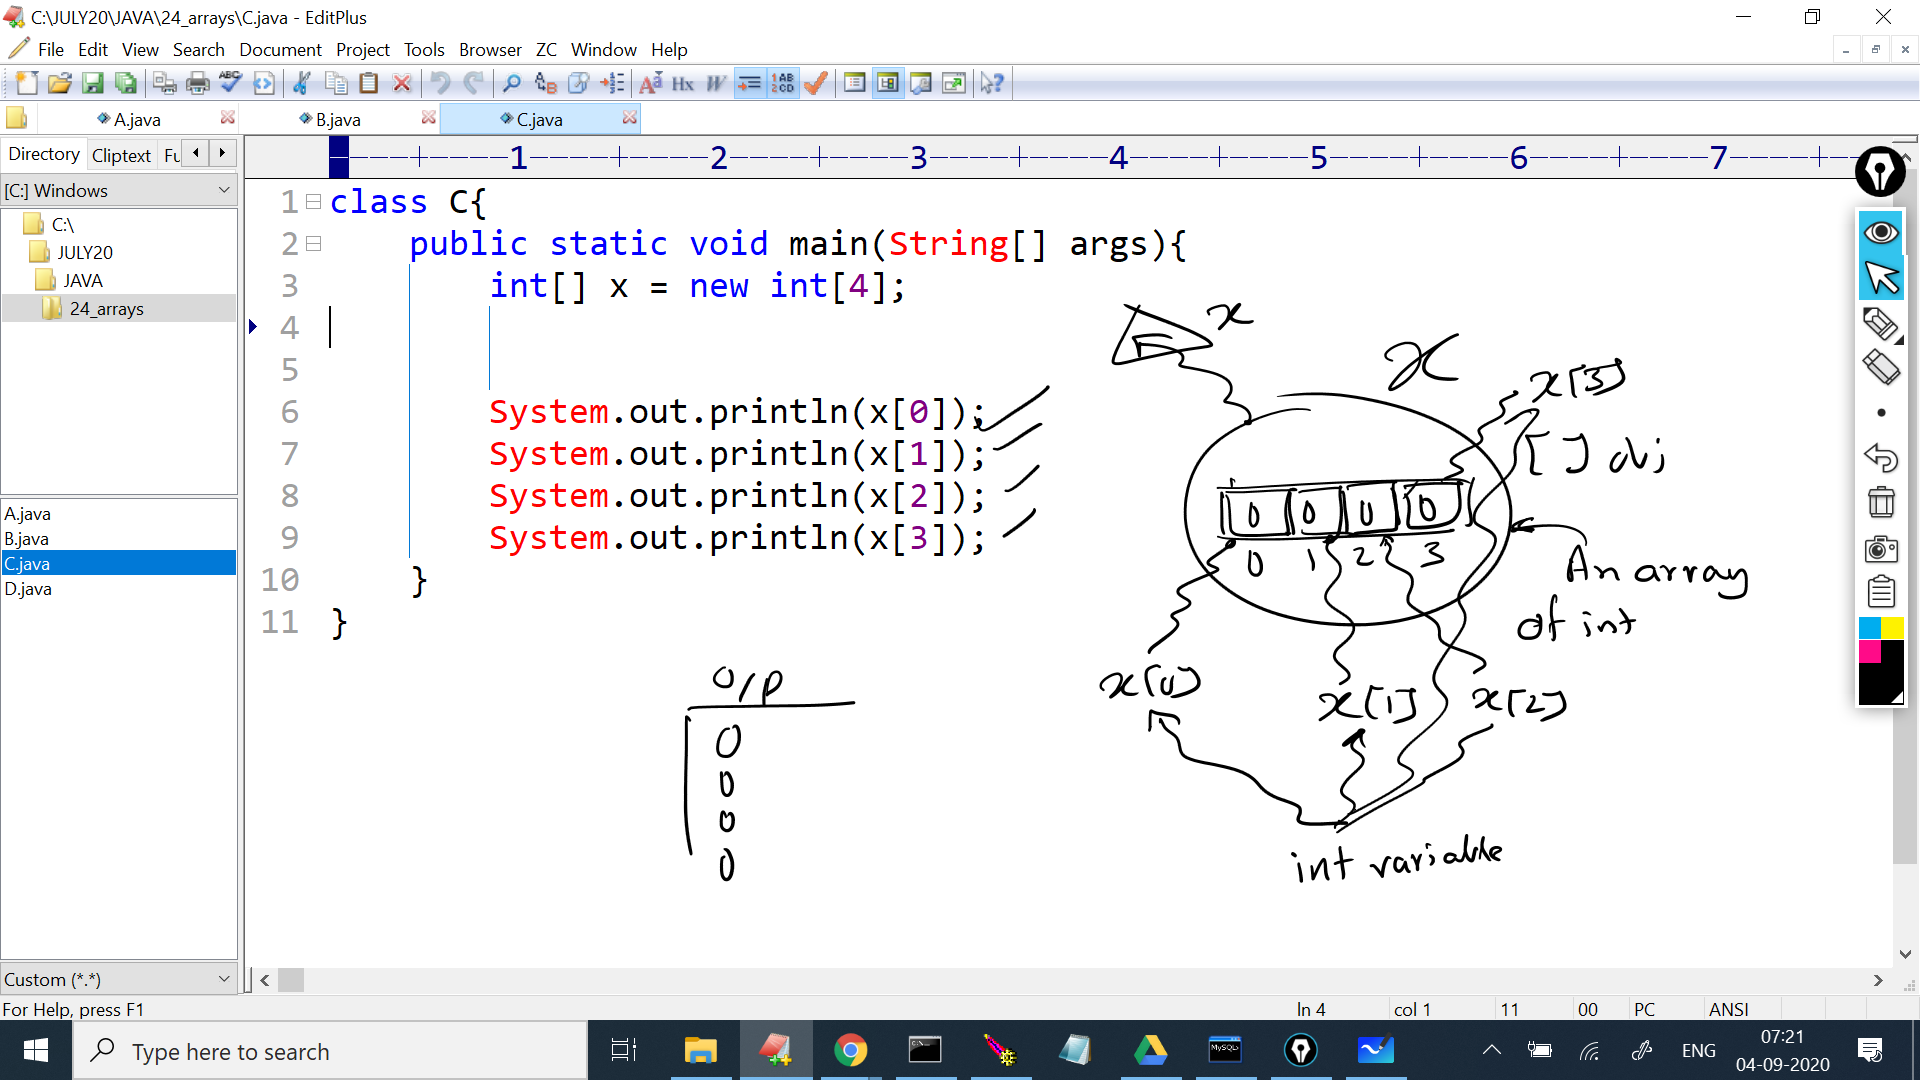 C:\JULY20\JAVA\24_arrays\C.java - EditPlus
File Edit View Search Document Project Tools Browser ZC Window Help
A.java B.java C.java
Directory Cliptext Fu
1 2 3 4 5 6 7
[C:] Windows
C:\
JULY20
JAVA
24_arrays
1 class C{
2 public static void main(String[] args){
3 int[] x = new int[4];
4
5
6 System.out.println(x[0]);
7 System.out.println(x[1]);
8 System.out.println(x[2]);
9 System.out.println(x[3]);
10 }
11 }
x
x
x[3]
[ ] obj
0 0 0 0
0 1 2 3
An array
of int
x[0] x[1] x[2]
int variable
O/P
0
0
0
0
A.java
B.java
C.java
D.java
Custom (*.*)
For Help, press F1 ln 4 col 1 11 00 PC ANSI
Type here to search
MySQL
ENG
07:21
04-09-2020